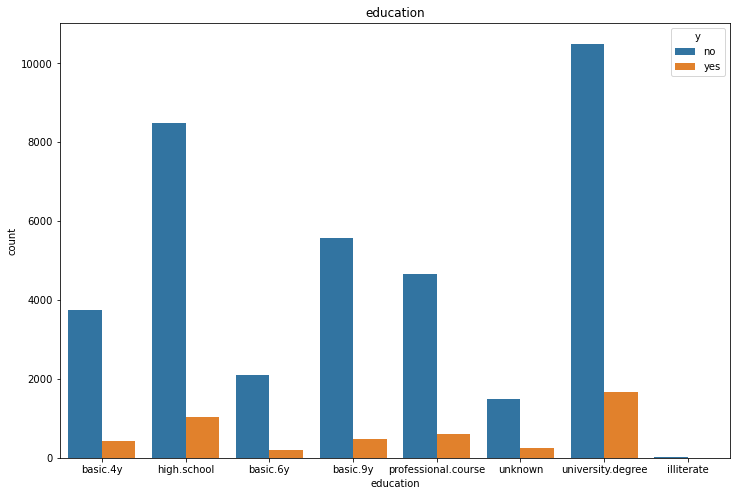 education
y
no
yes
10000
8000
6000
4000
2000
0
count
basic.4y high.school basic.6y basic.9y professional.course unknown university.degree illiterate
education